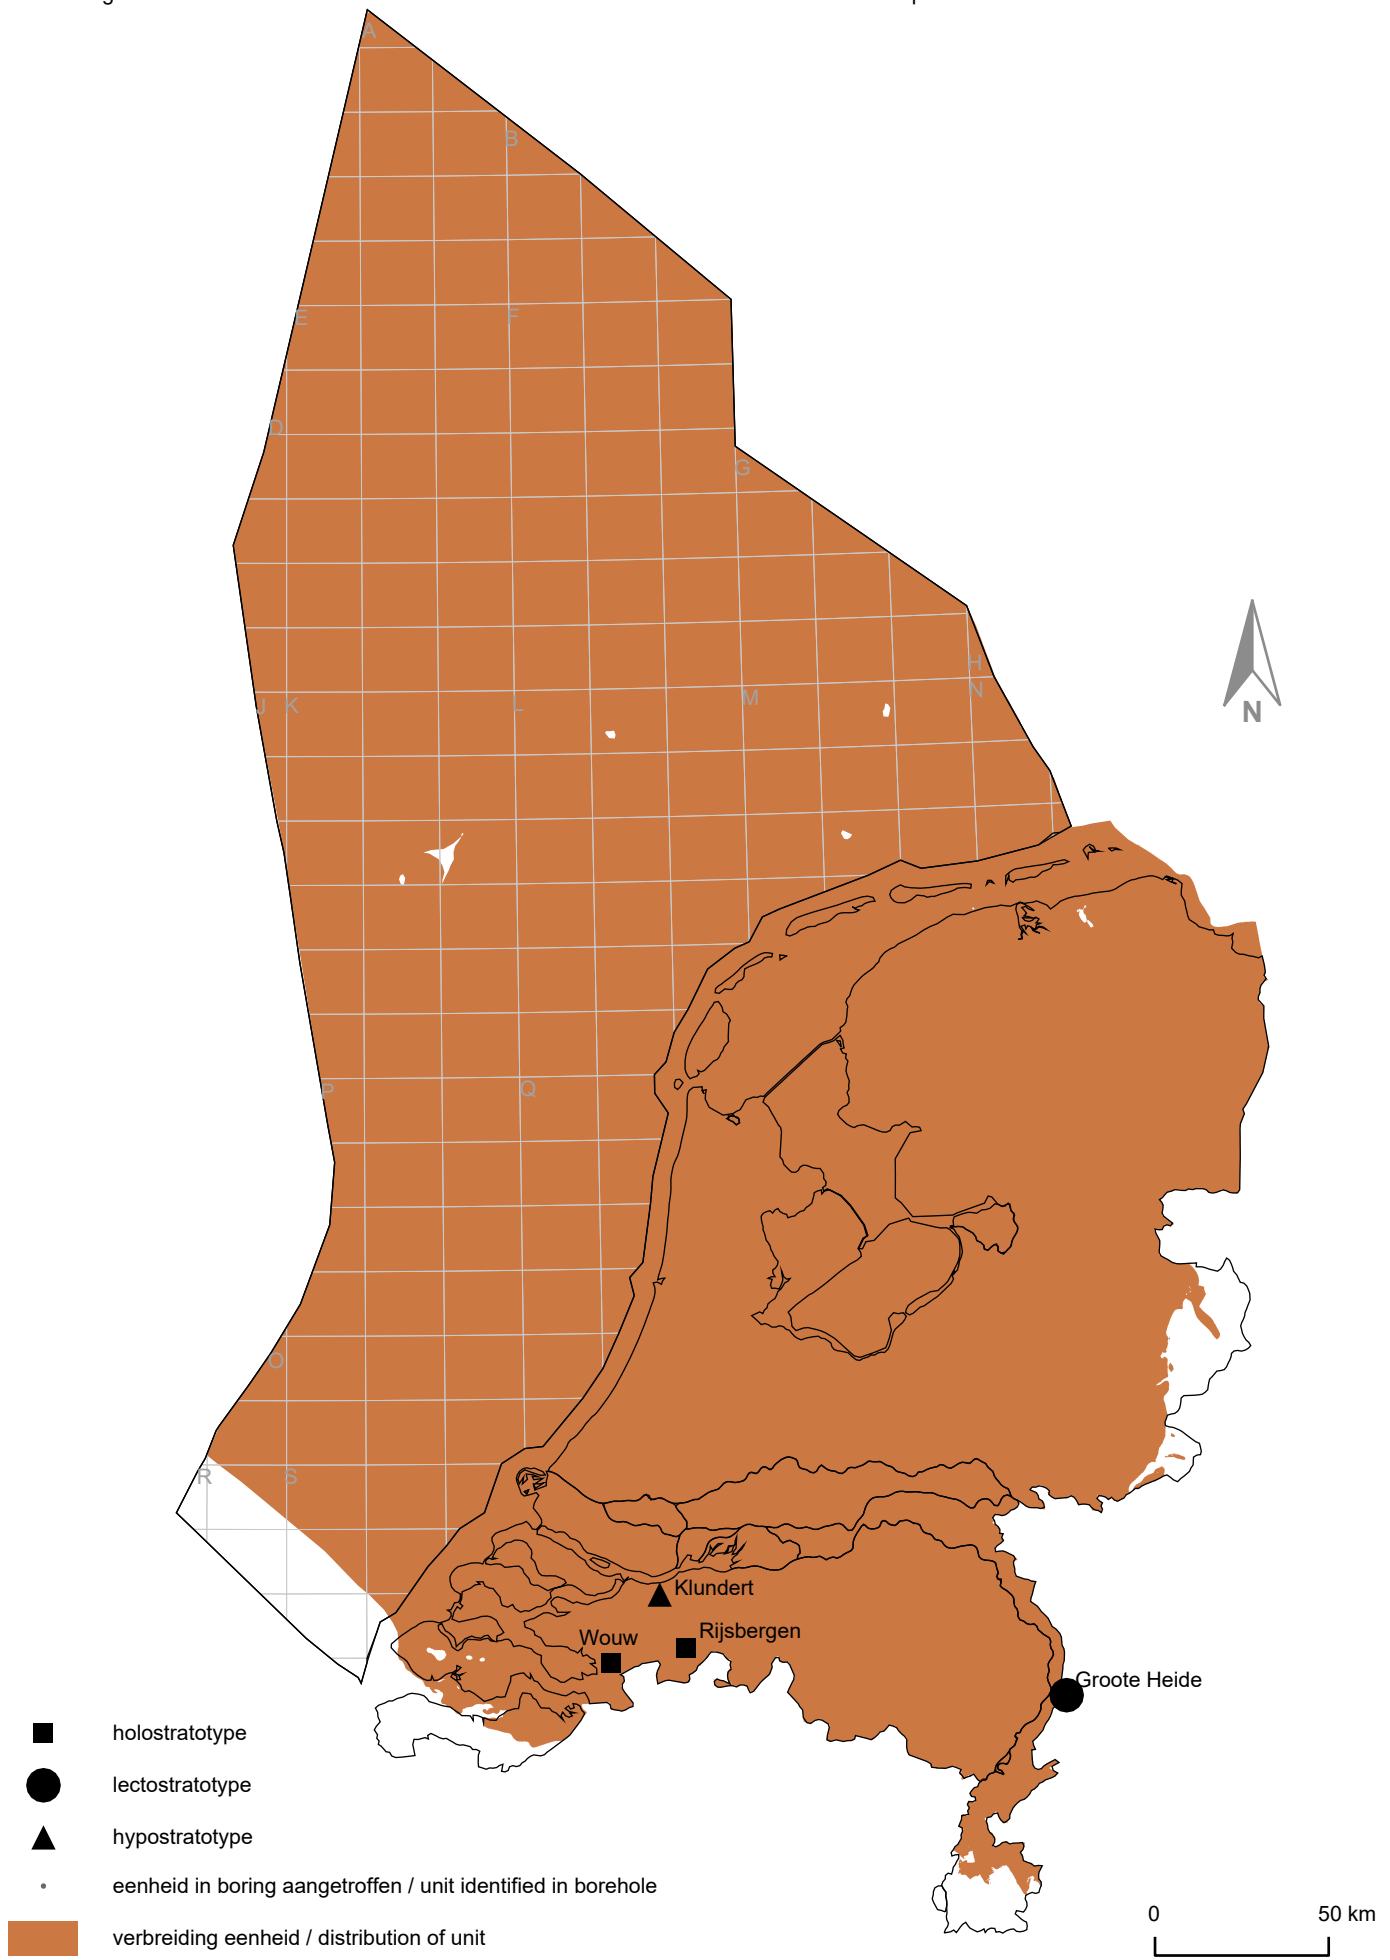 A
B
E
F
D
G
H
N
J
K
L
M
P
Q
O
R
S
N
Klundert
Rijsbergen
Wouw
Groote Heide
holostratotype
lectostratotype
hypostratotype
eenheid in boring aangetroffen / unit identified in borehole
verbreiding eenheid / distribution of unit
0 50 km